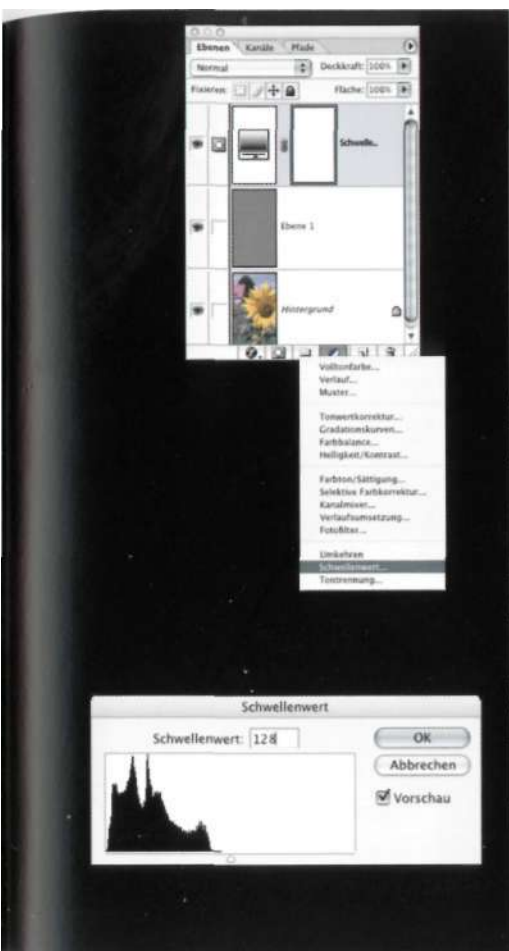 Ebenen Kanäle Pfade
Normal Deckkraft: 100%
Fixieren: Fläche: 100%
Schwelle...
Ebene 1
Hintergrund
Volltonfarbe...
Verlauf...
Muster...
Tonwertkorrektur...
Gradationskurven...
Farbbalance...
Helligkeit/Kontrast...
Farbton/Sättigung...
Selektive Farbkorrektur...
Kanalmixer...
Verlaufsumsetzung...
Fotofilter...
Umkehren
Schwellenwert...
Tontrennung...
Schwellenwert
Schwellenwert: 128 OK
Abbrechen
Vorschau